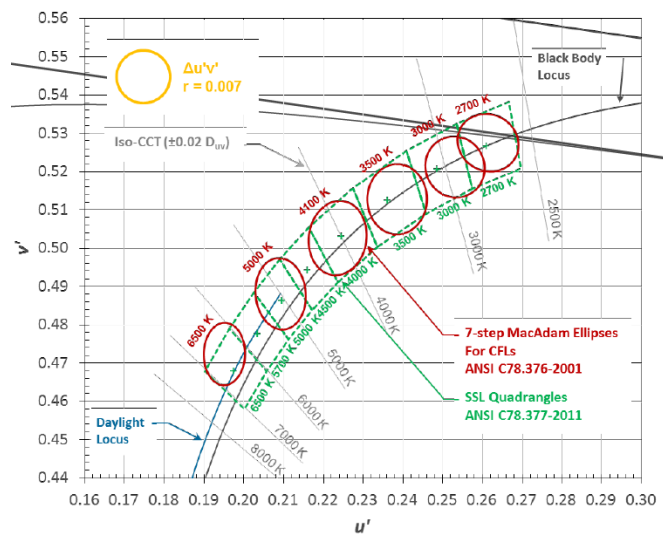 0.56
0.55
0.54
0.53
0.52
0.51
0.50
0.49
0.48
0.47
0.46
0.45
0.44
v'
0.16 0.17 0.18 0.19 0.20 0.21 0.22 0.23 0.24 0.25 0.26 0.27 0.28 0.29 0.30
u'
Δu'v'
r = 0.007
Iso-CCT (±0.02 Duv)
Black Body
Locus
2700 K
3000 K
3500 K
4100 K
5000 K
6500 K
2700 K
3000 K
3500 K
4000 K
4500 K
5000 K
5700 K
6500 K
2500 K
3000 K
4000 K
5000 K
6000 K
7000 K
8000 K
7-step MacAdam Ellipses
For CFLs
ANSI C78.376-2001
SSL Quadrangles
ANSI C78.377-2011
Daylight
Locus